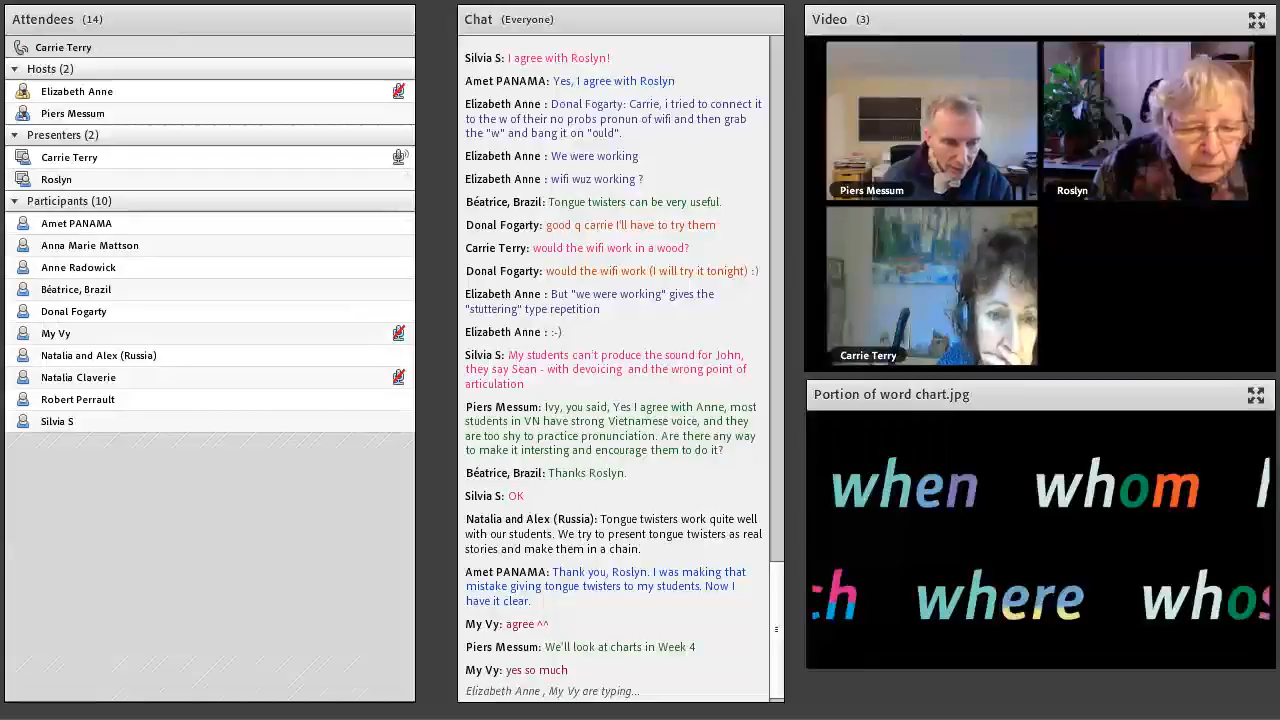 Attendees (14)
Carrie Terry
Hosts (2)
Elizabeth Anne
Piers Messum
Presenters (2)
Carrie Terry
Roslyn
Participants (10)
Amet PANAMA
Anna Marie Mattson
Anne Radowick
Béatrice, Brazil
Donal Fogarty
My Vy
Natalia and Alex (Russia)
Natalia Claverie
Robert Perrault
Silvia S
Chat (Everyone)
Silvia S: I agree with Roslyn!
Amet PANAMA: Yes, I agree with Roslyn
Elizabeth Anne : Donal Fogarty: Carrie, i tried to connect it
to the w of their no probs pronun of wifi and then grab
the "w" and bang it on "ould".
Elizabeth Anne : We were working
Elizabeth Anne : wifi wuz working ?
Béatrice, Brazil: Tongue twisters can be very useful.
Donal Fogarty: good q carrie I'll have to try them
Carrie Terry: would the wifi work in a wood?
Donal Fogarty: would the wifi work (I will try it tonight) :)
Elizabeth Anne : But "we were working" gives the
"stuttering" type repetition
Elizabeth Anne : :-)
Silvia S: My students can't produce the sound for John,
they say Sean - with devoicing and the wrong point of
articulation
Piers Messum: Ivy, you said, Yes I agree with Anne, most
students in VN have strong Vietnamese voice, and they
are too shy to practice pronunciation. Are there any way
to make it intersting and encourage them to do it?
Béatrice, Brazil: Thanks Roslyn.
Silvia S: OK
Natalia and Alex (Russia): Tongue twisters work quite well
with our students. We try to present tongue twisters as real
stories and make them in a chain.
Amet PANAMA: Thank you, Roslyn. I was making that
mistake giving tongue twisters to my students. Now I
have it clear.
My Vy: agree ^^
Piers Messum: We'll look at charts in Week 4
My Vy: yes so much
Elizabeth Anne , My Vy are typing...
Video (3)
Piers Messum
Roslyn
Carrie Terry
Portion of word chart.jpg
when whom
ch where whos